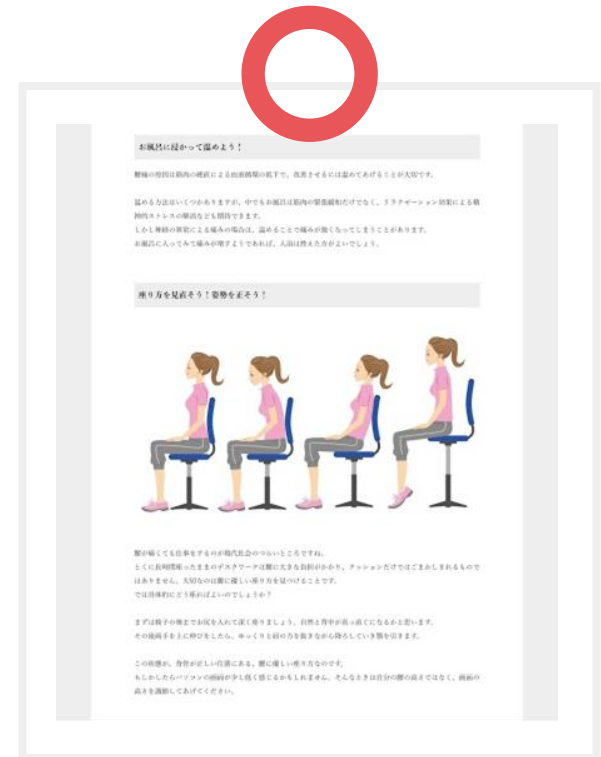 お風呂に浸かって温めよう！
腰痛の原因は筋肉の硬直による血液循環の低下で、改善させるには温めてあげることが大切です。
温める方法はいくつかありますが、中でもお風呂は筋肉の緊張緩和だけでなく、リラクゼーション効果による精
神的ストレスの解消なども期待できます。
しかし神経の異常による痛みの場合は、温めることで痛みが強くなってしまうことがあります。
お風呂に入ってみて痛みが増すようであれば、入浴は控えた方がよいでしょう。
座り方を見直そう！姿勢を正そう！
腰が痛くても仕事をするのが現代社会のつらいところですね。
とくに長時間座ったままのデスクワークは腰に大きな負担がかかり、クッションだけではごまかしきれるもので
はありません。大切なのは腰に優しい座り方を見つけることです。
では具体的にどう座ればよいのでしょうか？
まずは椅子の奥までお尻を入れて深く座りましょう。自然と背中が真っ直ぐになるかと思います。
その後両手を上に伸びをしたら、ゆっくりと肩の力を抜きながら降ろしていき顎を引きます。
この状態が、背骨が正しい位置にある、腰に優しい座り方なのです。
もしかしたらパソコンの画面が少し低く感じるかもしれません。そんなときは自分の腰の高さではなく、画面の
高さを調節してあげてください。